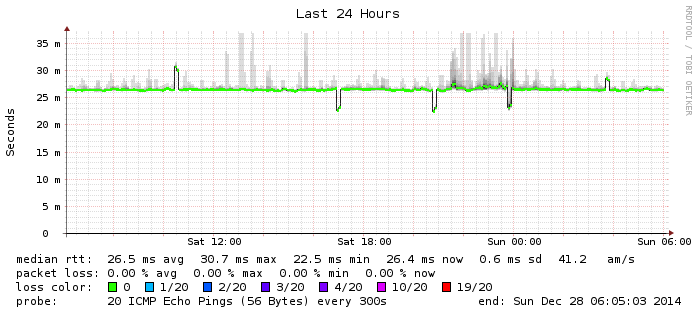 Last 24 Hours
RRDTOOL / TOBI OETIKER
Seconds
35 m
30 m
25 m
20 m
15 m
10 m
5 m
0
Sat 12:00 Sat 18:00 Sun 00:00 Sun 06:00
median rtt: 26.5 ms avg 30.7 ms max 22.5 ms min 26.4 ms now 0.6 ms sd 41.2 am/s
packet loss: 0.00 % avg 0.00 % max 0.00 % min 0.00 % now
loss color: 0 1/20 2/20 3/20 4/20 10/20 19/20
probe: 20 ICMP Echo Pings (56 Bytes) every 300s end: Sun Dec 28 06:05:03 2014